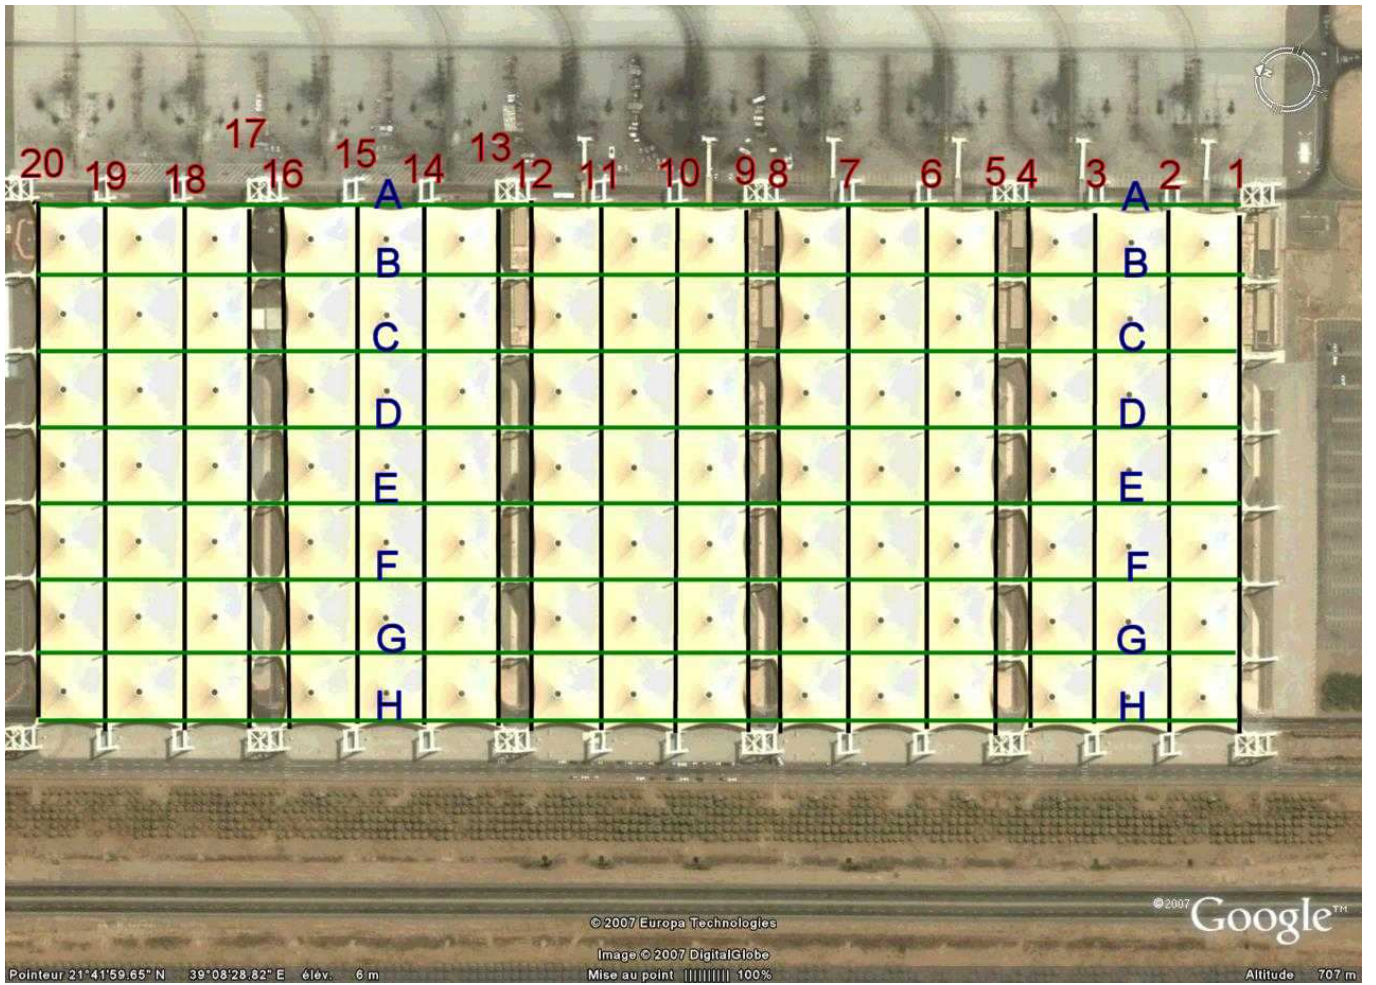 20 19 18 17 16 15 14 13 12 11 10 9 8 7 6 5 4 3 2 1
A A
B B
C C
D D
E E
F F
G G
H H
©2007 Google™
© 2007 Europa Technologies
Image © 2007 DigitalGlobe
Pointeur 21°41'59.65" N 39°08'28.82" E élév. 6 m Mise au point |||||||||| 100% Altitude 707 m
N